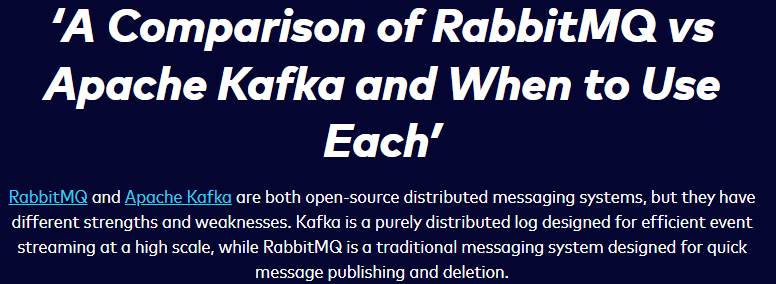 ‘A Comparison of RabbitMQ vs
Apache Kafka and When to Use
Each’
RabbitMQ and Apache Kafka are both open-source distributed messaging systems, but they have
different strengths and weaknesses. Kafka is a purely distributed log designed for efficient event
streaming at a high scale, while RabbitMQ is a traditional messaging system designed for quick
message publishing and deletion.